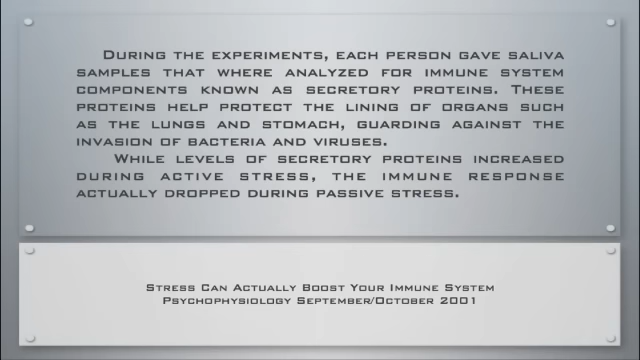 During the experiments, each person gave saliva
samples that where analyzed for immune system
components known as secretory proteins. These
proteins help protect the lining of organs such
as the lungs and stomach, guarding against the
invasion of bacteria and viruses.
While levels of secretory proteins increased
during active stress, the immune response
actually dropped during passive stress.
Stress Can Actually Boost Your Immune System
Psychophysiology September/October 2001